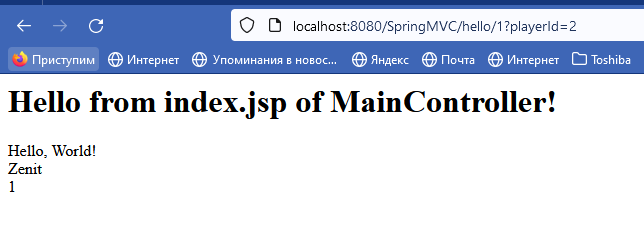 localhost:8080/SpringMVC/hello/1?playerId=2
Приступим Интернет Упоминания в новос... Яндекс Почта Интернет Toshiba
Hello from index.jsp of MainController!
Hello, World!
Zenit
1